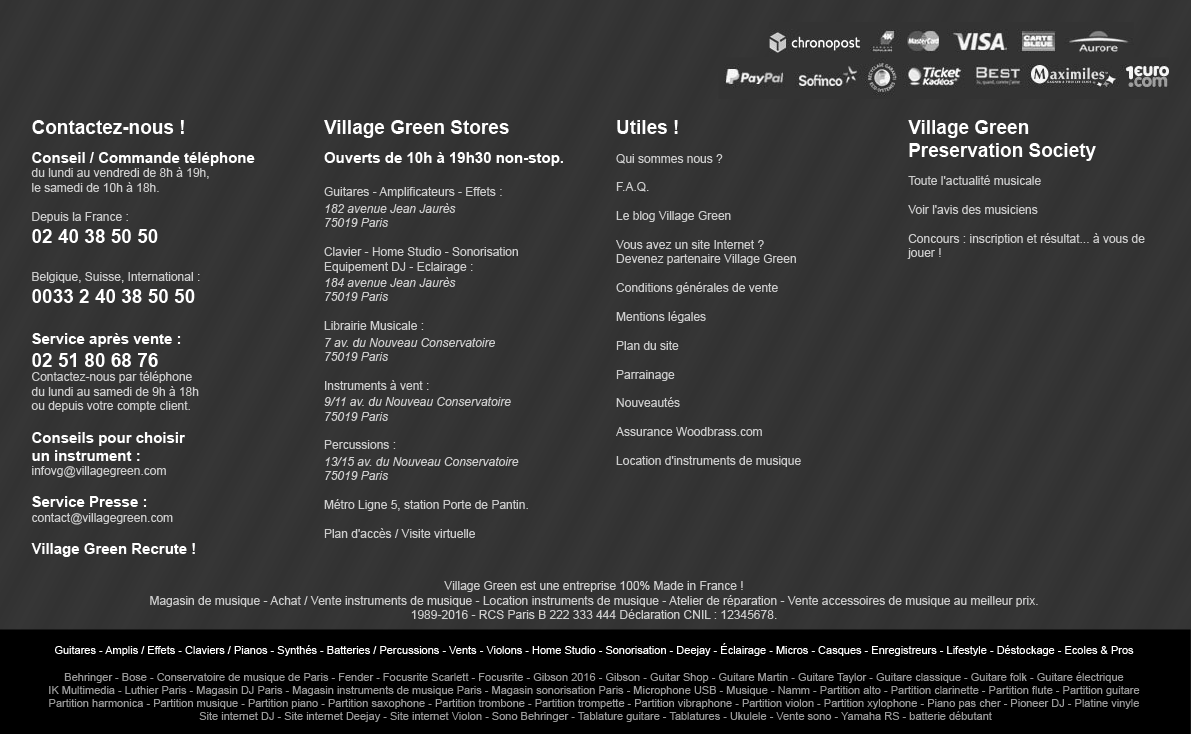 chronopost 1K MasterCard VISA CARTE BLEUE Aurore
PayPal Sofinco Ticket Kadéos BEST Maximiles 1€uro.com
Contactez-nous !
Conseil / Commande téléphone
du lundi au vendredi de 8h à 19h,
le samedi de 10h à 18h.
Depuis la France :
02 40 38 50 50
Belgique, Suisse, International :
0033 2 40 38 50 50
Service après vente :
02 51 80 68 76
Contactez-nous par téléphone
du lundi au samedi de 9h à 18h
ou depuis votre compte client.
Conseils pour choisir
un instrument :
infovg@villagegreen.com
Service Presse :
contact@villagegreen.com
Village Green Recrute !
Village Green Stores
Ouverts de 10h à 19h30 non-stop.
Guitares - Amplificateurs - Effets :
182 avenue Jean Jaurès
75019 Paris
Clavier - Home Studio - Sonorisation
Equipement DJ - Eclairage :
184 avenue Jean Jaurès
75019 Paris
Librairie Musicale :
7 av. du Nouveau Conservatoire
75019 Paris
Instruments à vent :
9/11 av. du Nouveau Conservatoire
75019 Paris
Percussions :
13/15 av. du Nouveau Conservatoire
75019 Paris
Métro Ligne 5, station Porte de Pantin.
Plan d'accès / Visite virtuelle
Utiles !
Qui sommes nous ?
F.A.Q.
Le blog Village Green
Vous avez un site Internet ?
Devenez partenaire Village Green
Conditions générales de vente
Mentions légales
Plan du site
Parrainage
Nouveautés
Assurance Woodbrass.com
Location d'instruments de musique
Village Green
Preservation Society
Toute l'actualité musicale
Voir l'avis des musiciens
Concours : inscription et résultat... à vous de
jouer !
Village Green est une entreprise 100% Made in France !
Magasin de musique - Achat / Vente instruments de musique - Location instruments de musique - Atelier de réparation - Vente accessoires de musique au meilleur prix.
1989-2016 - RCS Paris B 222 333 444 Déclaration CNIL : 12345678.
Guitares - Amplis / Effets - Claviers / Pianos - Synthés - Batteries / Percussions - Vents - Violons - Home Studio - Sonorisation - Deejay - Éclairage - Micros - Casques - Enregistreurs - Lifestyle - Déstockage - Ecoles & Pros
Behringer - Bose - Conservatoire de musique de Paris - Fender - Focusrite Scarlett - Focusrite - Gibson 2016 - Gibson - Guitar Shop - Guitare Martin - Guitare Taylor - Guitare classique - Guitare folk - Guitare électrique
IK Multimedia - Luthier Paris - Magasin DJ Paris - Magasin instruments de musique Paris - Magasin sonorisation Paris - Microphone USB - Musique - Namm - Partition alto - Partition clarinette - Partition flute - Partition guitare
Partition harmonica - Partition musique - Partition piano - Partition saxophone - Partition trombone - Partition trompette - Partition vibraphone - Partition violon - Partition xylophone - Piano pas cher - Pioneer DJ - Platine vinyle
Site internet DJ - Site internet Deejay - Site internet Violon - Sono Behringer - Tablature guitare - Tablatures - Ukulele - Vente sono - Yamaha RS - batterie débutant